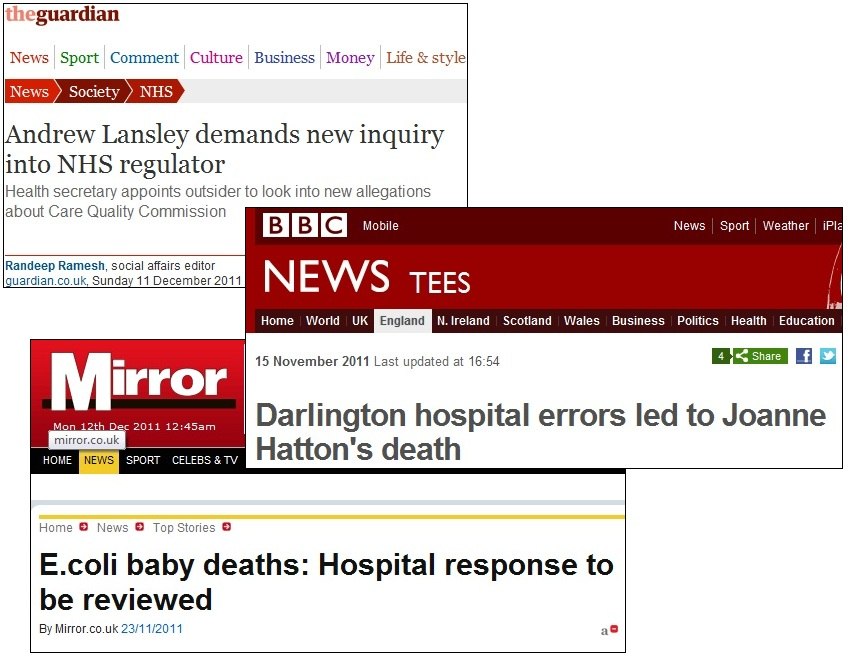 theguardian
News Sport Comment Culture Business Money Life & style
News Society NHS
Andrew Lansley demands new inquiry
into NHS regulator
Health secretary appoints outsider to look into new allegations
about Care Quality Commission
Randeep Ramesh, social affairs editor
guardian.co.uk, Sunday 11 December 2011
BBC Mobile News Sport Weather iPla
NEWS TEES
Home World UK England N. Ireland Scotland Wales Business Politics Health Education
15 November 2011 Last updated at 16:54
4 Share f
Darlington hospital errors led to Joanne
Hatton's death
Mirror
Mon 12th Dec 2011 12:45am
mirror.co.uk
HOME NEWS SPORT CELEBS & TV
Home News Top Stories
E.coli baby deaths: Hospital response to
be reviewed
By Mirror.co.uk 23/11/2011
a